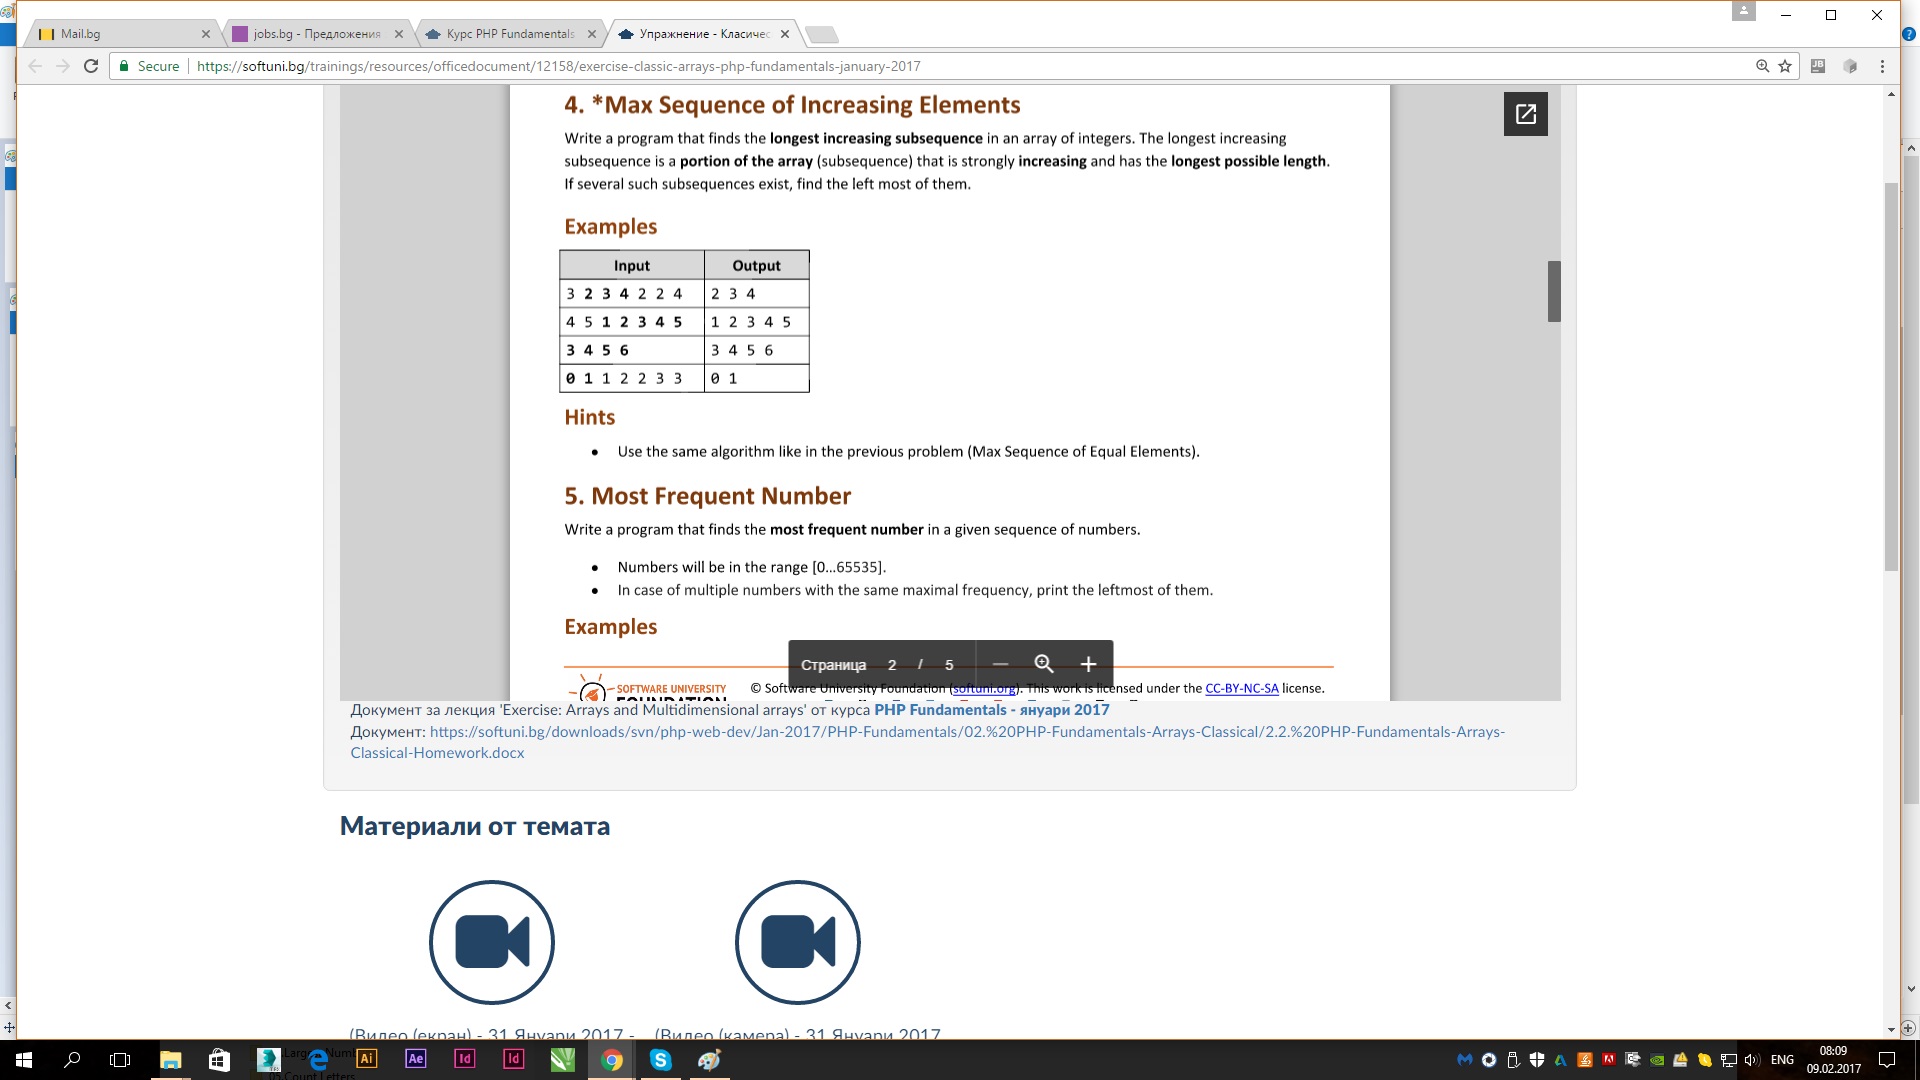 Mail.bg
jobs.bg - Предложения
Курс PHP Fundamentals
Упражнение - Класичес
Secure
https://softuni.bg/trainings/resources/officedocument/12158/exercise-classic-arrays-php-fundamentals-january-2017
4. *Max Sequence of Increasing Elements
Write a program that finds the longest increasing subsequence in an array of integers. The longest increasing
subsequence is a portion of the array (subsequence) that is strongly increasing and has the longest possible length.
If several such subsequences exist, find the left most of them.
Examples
Input Output
3 2 3 4 2 2 4 2 3 4
4 5 1 2 3 4 5 1 2 3 4 5
3 4 5 6 3 4 5 6
0 1 1 2 2 3 3 0 1
Hints
• Use the same algorithm like in the previous problem (Max Sequence of Equal Elements).
5. Most Frequent Number
Write a program that finds the most frequent number in a given sequence of numbers.
• Numbers will be in the range [0…65535].
• In case of multiple numbers with the same maximal frequency, print the leftmost of them.
Examples
Страница 2 / 5
SOFTWARE UNIVERSITY
FOUNDATION
© Software University Foundation (softuni.org). This work is licensed under the CC-BY-NC-SA license.
Документ за лекция 'Exercise: Arrays and Multidimensional arrays' от курса PHP Fundamentals - януари 2017
Документ: https://softuni.bg/downloads/svn/php-web-dev/Jan-2017/PHP-Fundamentals/02.%20PHP-Fundamentals-Arrays-Classical/2.2.%20PHP-Fundamentals-Arrays-
Classical-Homework.docx
Материали от темата
(Видео (екран) - 31 Януари 2017 -
(Видео (камера) - 31 Януари 2017
Ai
Ae
Id
Id
ENG
08:09
09.02.2017